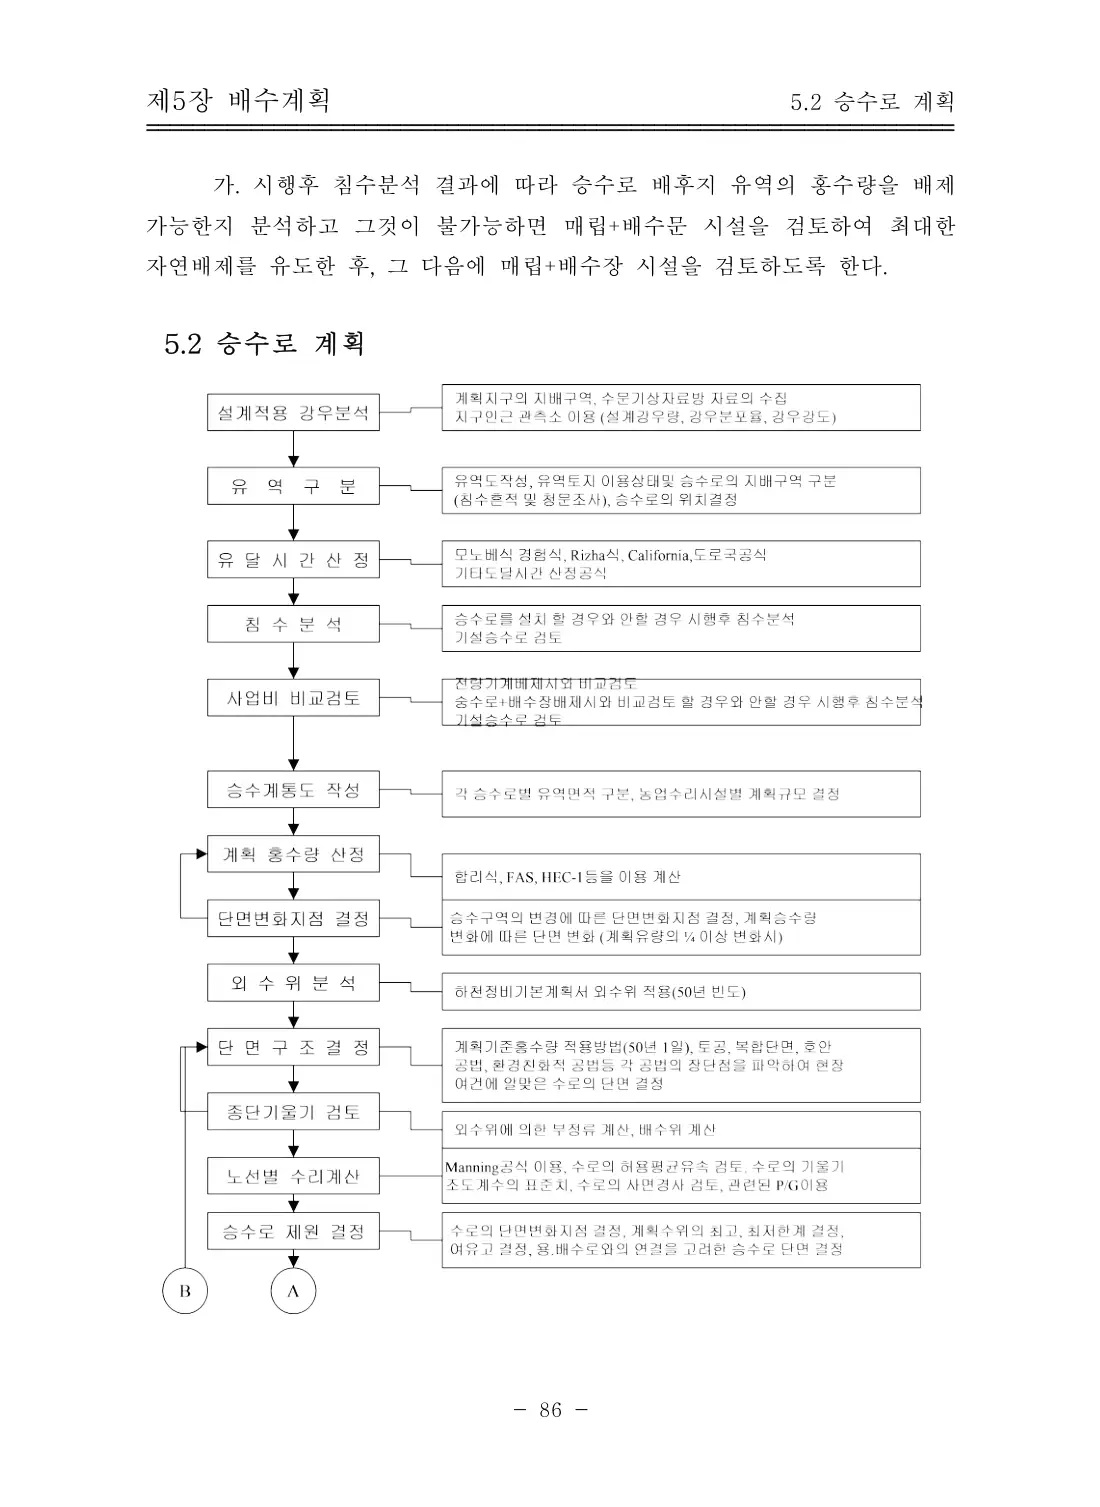 제5장 배수계획
5.2 승수로 계획
가. 시행후 침수분석 결과에 따라 승수로 배후지 유역의 홍수량을 배제
가능한지 분석하고 그것이 불가능하면 매립+배수문 시설을 검토하여 최대한
자연배제를 유도한 후, 그 다음에 매립+배수장 시설을 검토하도록 한다.
5.2 승수로 계획
설계적용 강우분석
계획지구의 지배구역, 수문기상자료방 자료의 수집
지구인근 관측소 이용 (설계강우량, 강우분포율, 강우강도)
유 역 구 분
유역도작성, 유역토지 이용상태및 승수로의 지배구역 구분
(침수흔적 및 청문조사), 승수로의 위치결정
유 달 시 간 산 정
모노베식 경험식, Rizha식, California,도로국공식
기타도달시간 산정공식
침 수 분 석
승수로를 설치 할 경우와 안할 경우 시행후 침수분석
기설승수로 검토
사업비 비교검토
전량기계배제시와 비교검토
숭수로+배수장배제시와 비교검토 할 경우와 안할 경우 시행후 침수분석
기설승수로 검토
승수계통도 작성
각 승수로별 유역면적 구분, 농업수리시설별 계획규모 결정
계획 홍수량 산정
합리식, FAS, HEC-1등을 이용 계산
단면변화지점 결정
승수구역의 변경에 따른 단면변화지점 결정, 계획승수량
변화에 따른 단면 변화 (계획유량의 ¼ 이상 변화시)
외 수 위 분 석
하천정비기본계획서 외수위 적용(50년 빈도)
단 면 구 조 결 정
계획기준홍수량 적용방법(50년 1일), 토공, 복합단면, 호안
공법, 환경친화적 공법등 각 공법의 장단점을 파악하여 현장
여건에 알맞은 수로의 단면 결정
종단기울기 검토
외수위에 의한 부정류 계산, 배수위 계산
노선별 수리계산
Manning공식 이용, 수로의 허용평균유속 검토, 수로의 기울기
조도계수의 표준치, 수로의 사면경사 검토, 관련된 P/G이용
승수로 제원 결정
수로의 단면변화지점 결정, 계획수위의 최고, 최저한계 결정,
여유고 결정, 용.배수로와의 연결을 고려한 승수로 단면 결정
B
A
- 86 -